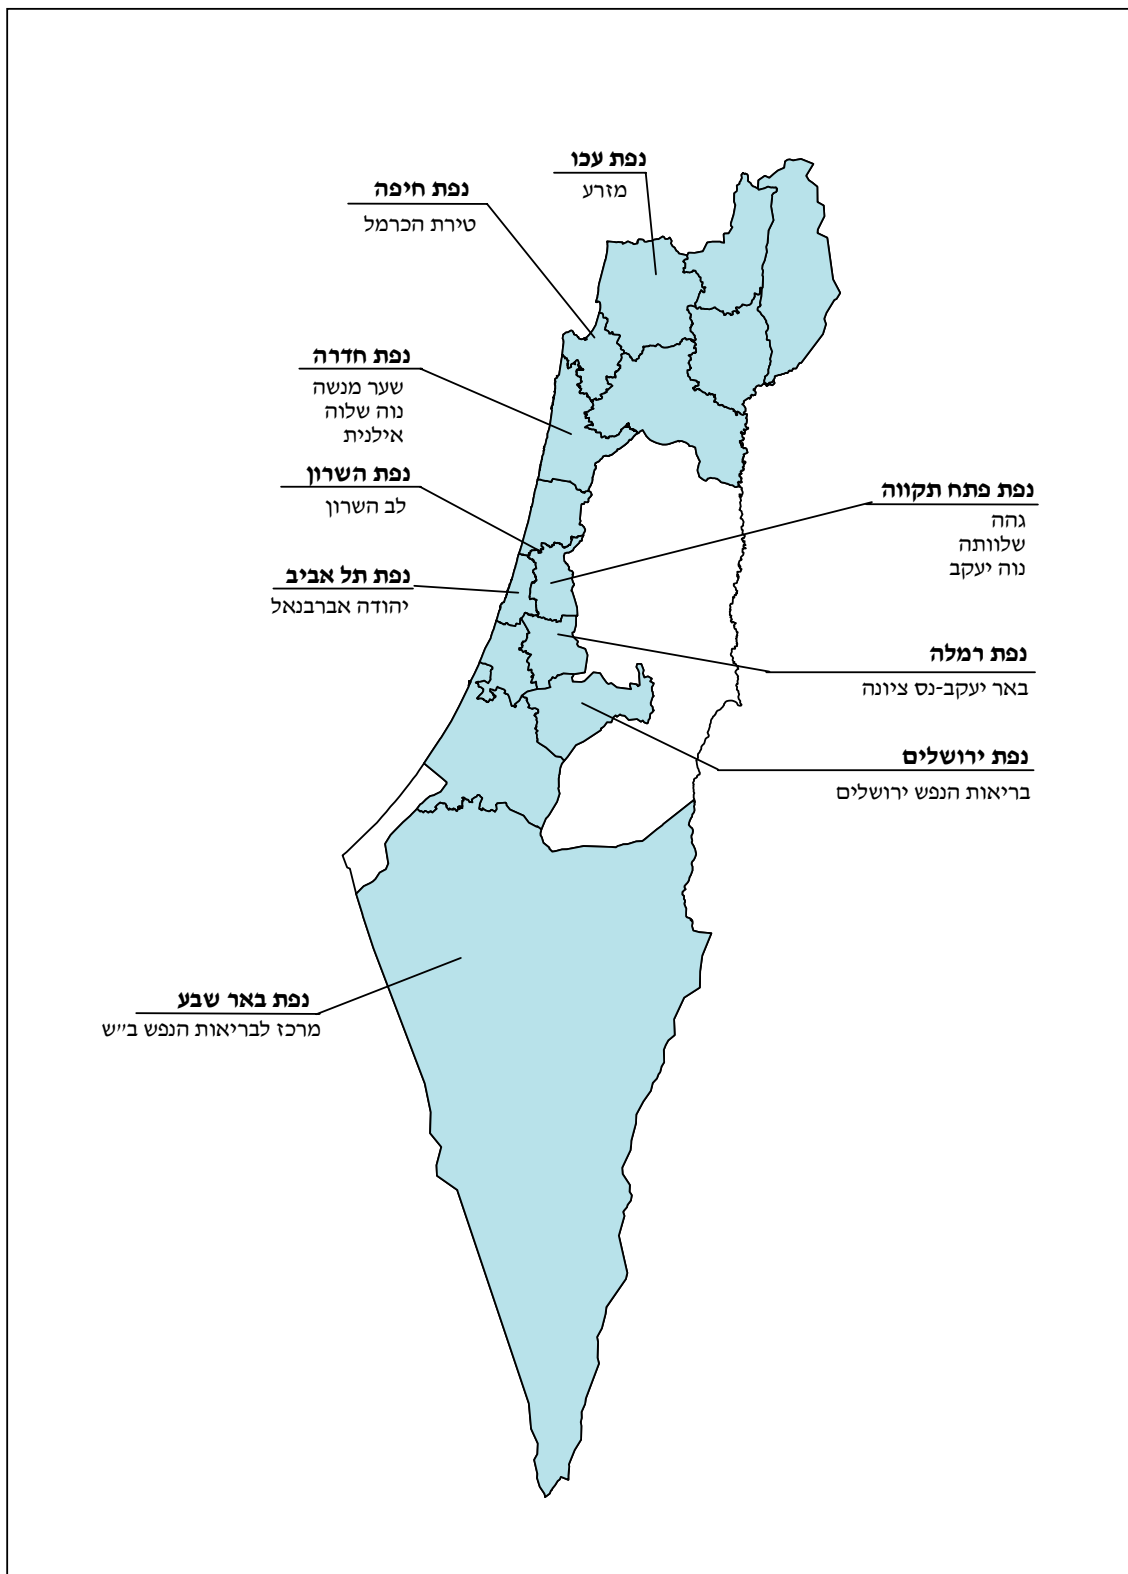 נפת עכו
מזרע
נפת חיפה
טירת הכרמל
נפת חדרה
שער מנשה
נוה שלוה
אילנית
נפת השרון
לב השרון
נפת פתח תקווה
גהה
שלוותה
נוה יעקב
נפת תל אביב
יהודה אברבנאל
נפת רמלה
באר יעקב-נס ציונה
נפת ירושלים
בריאות הנפש ירושלים
נפת באר שבע
מרכז לבריאות הנפש ב״ש